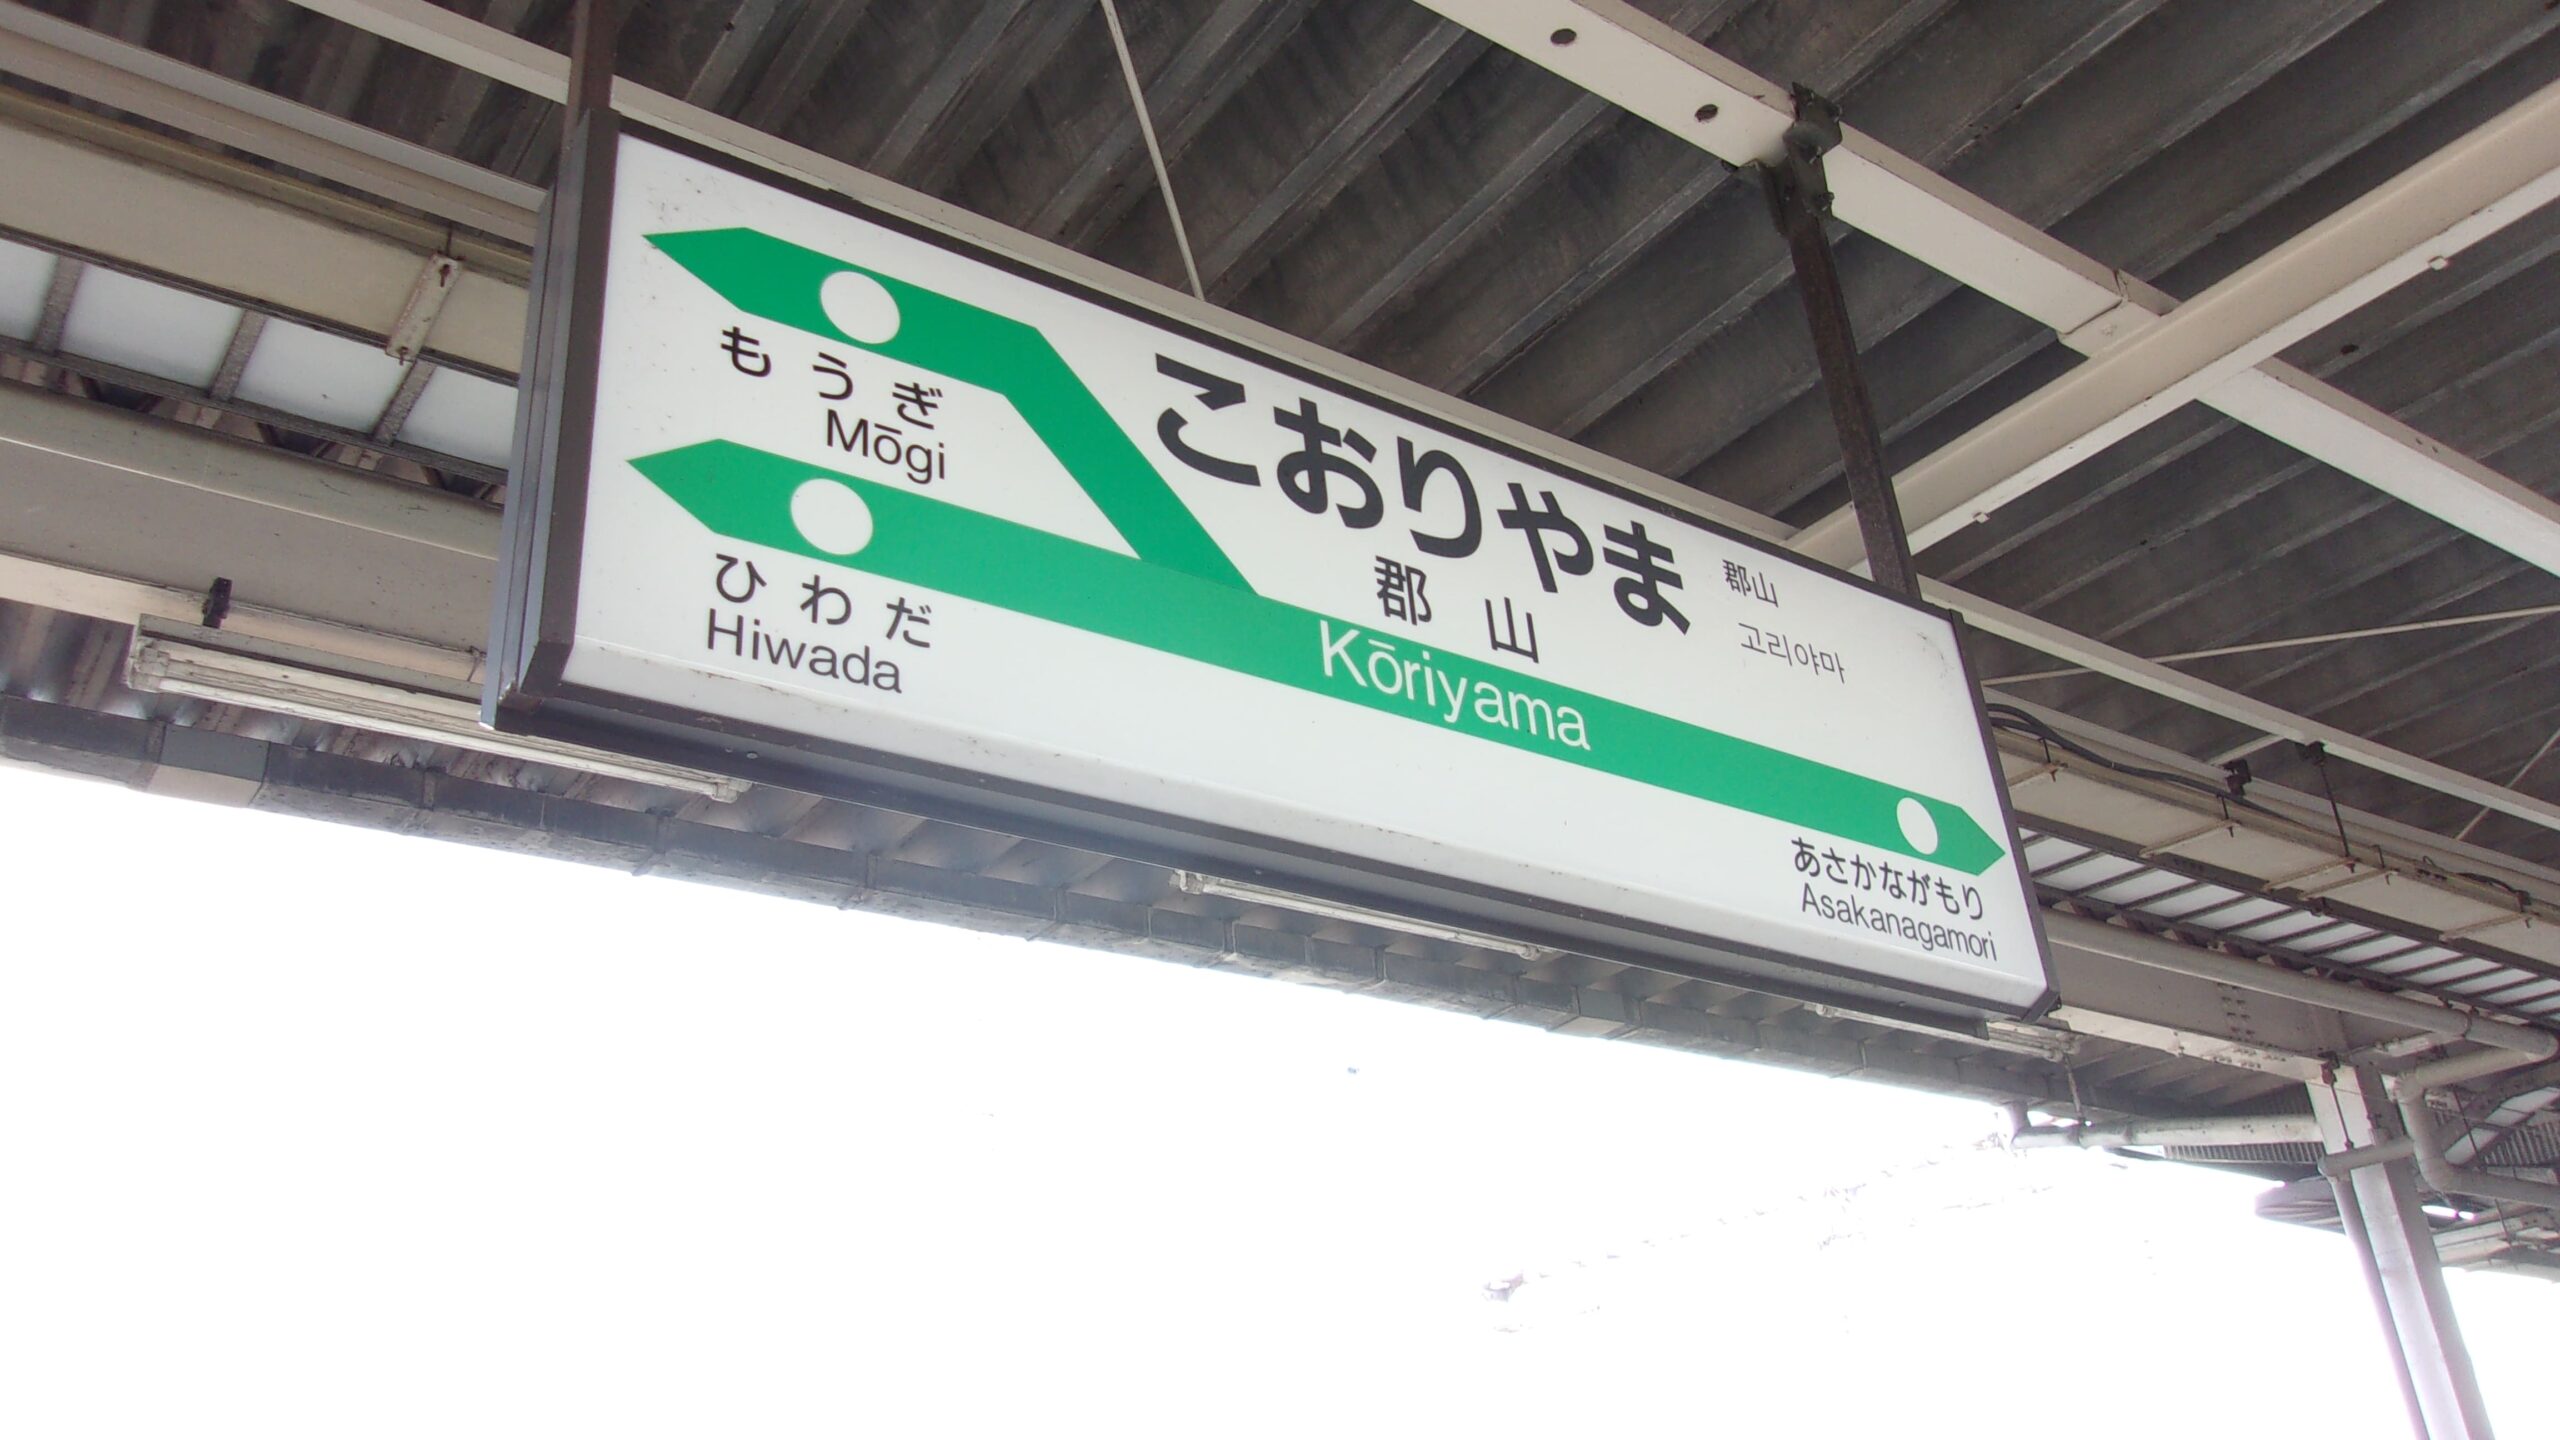 もうぎ
Mōgi
ひわだ
Hiwada
こおりやま
郡山
Kōriyama
郡山
고리야마
あさかながもり
Asakanagamori